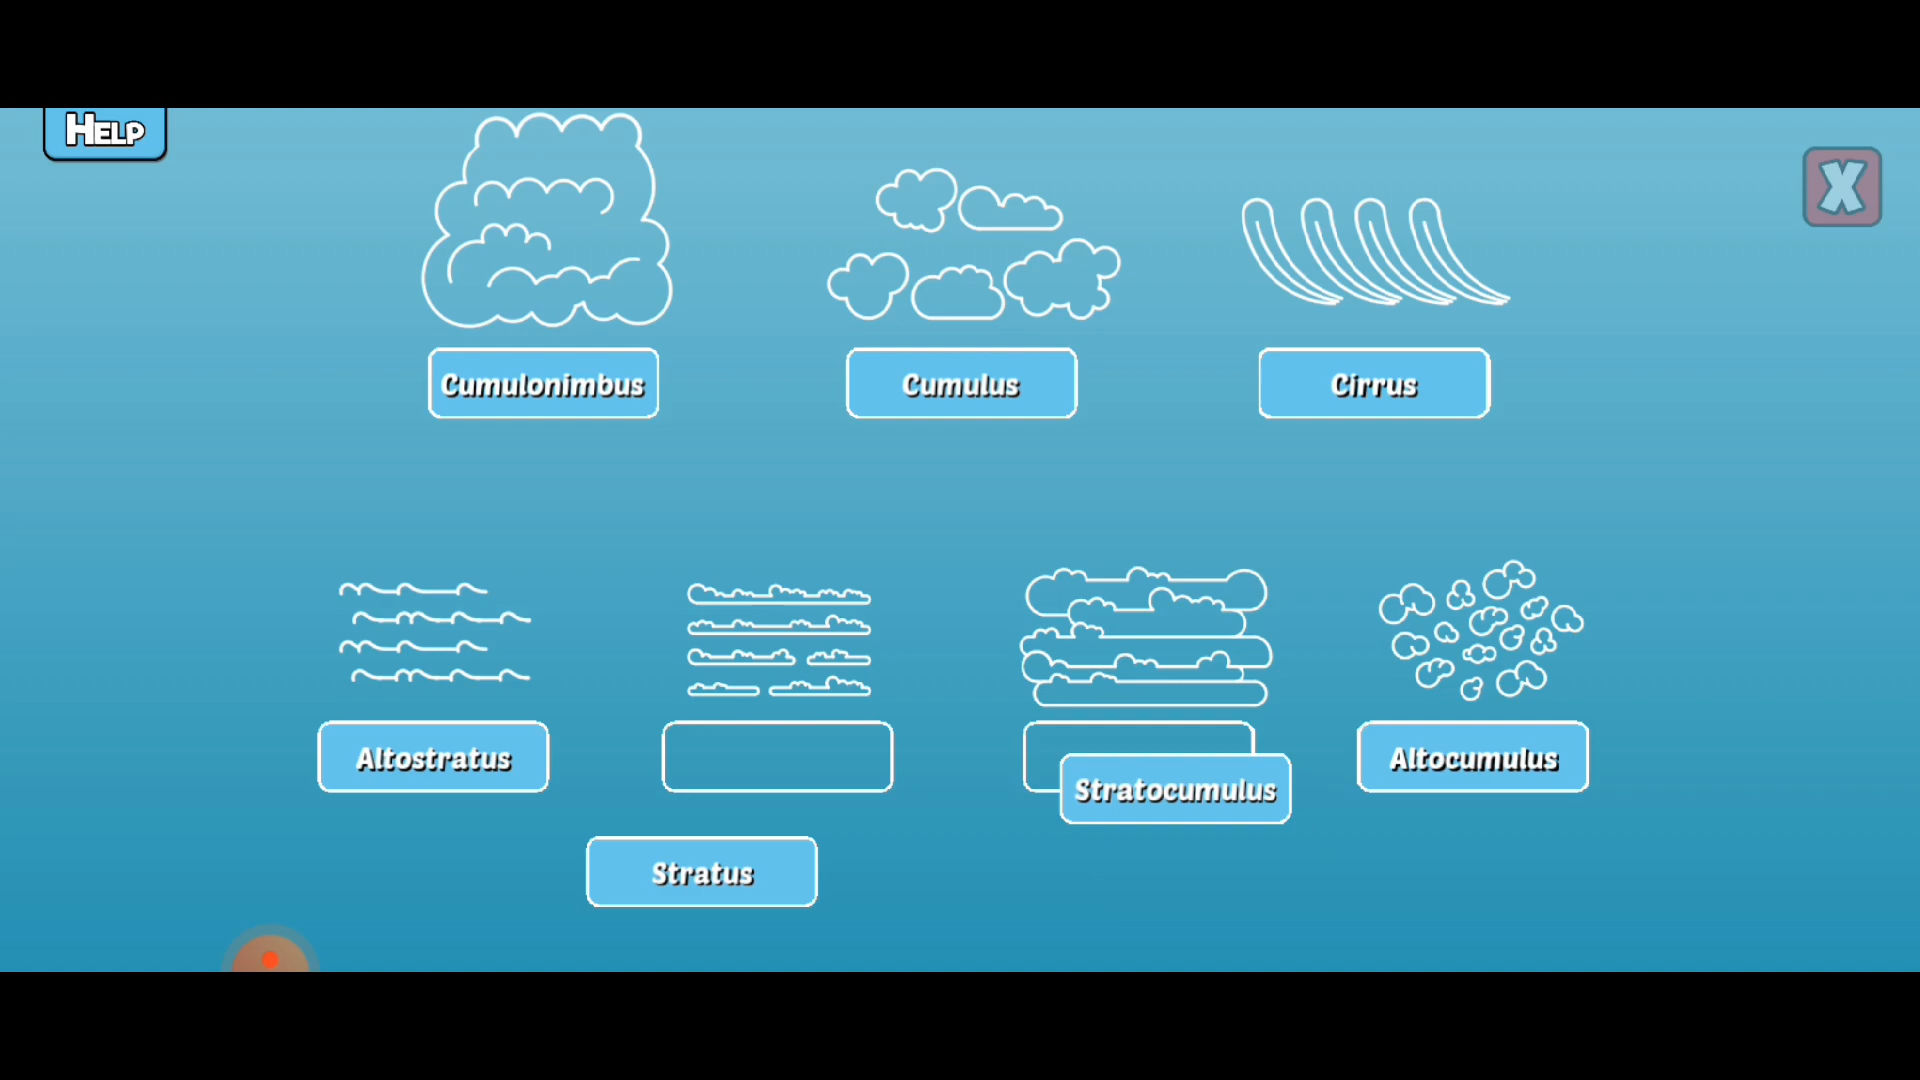 HELP
X
Cumulonimbus
Cumulus
Cirrus
Altostratus
Altocumulus
Stratocumulus
Stratus